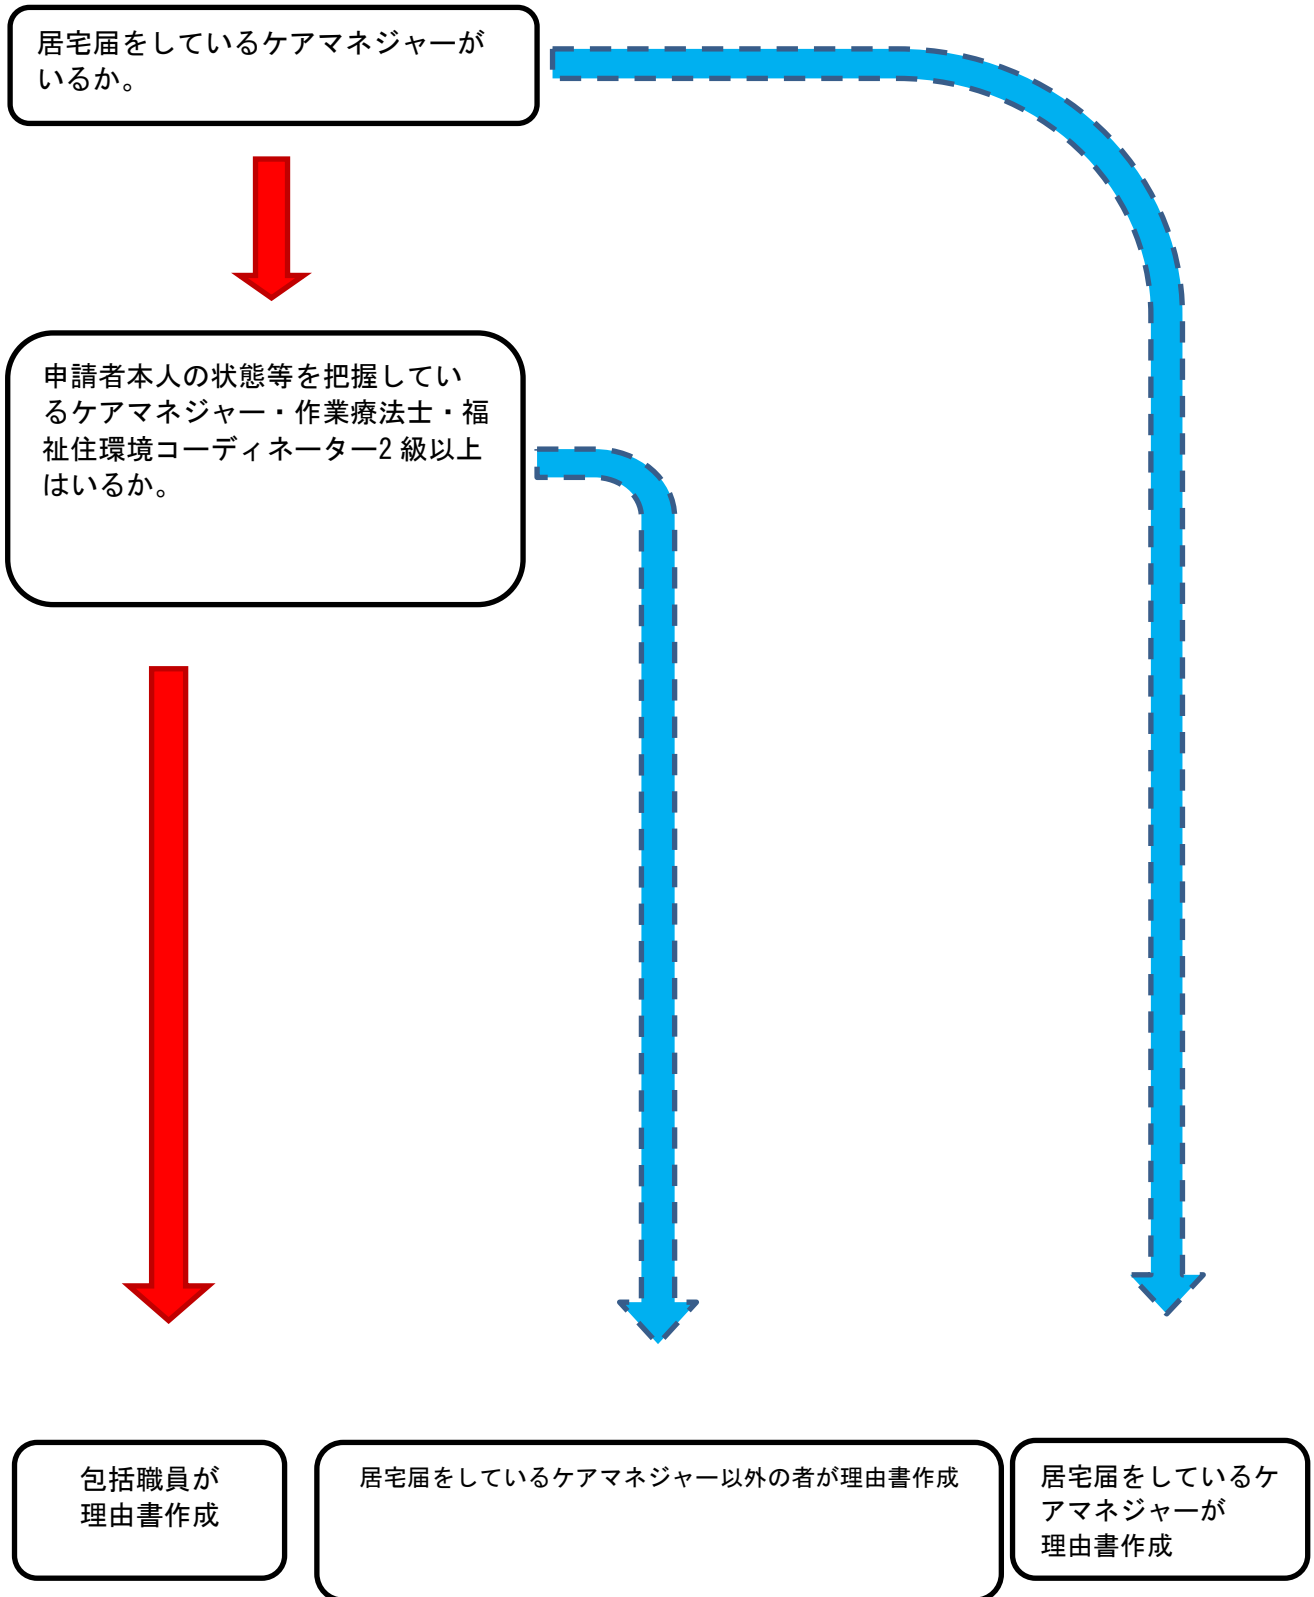 居宅届をしているケアマネジャーが
いるか。
申請者本人の状態等を把握してい
るケアマネジャー・作業療法士・福
祉住環境コーディネーター2 級以上
はいるか。
包括職員が
理由書作成
居宅届をしているケアマネジャー以外の者が理由書作成
居宅届をしているケ
アマネジャーが
理由書作成